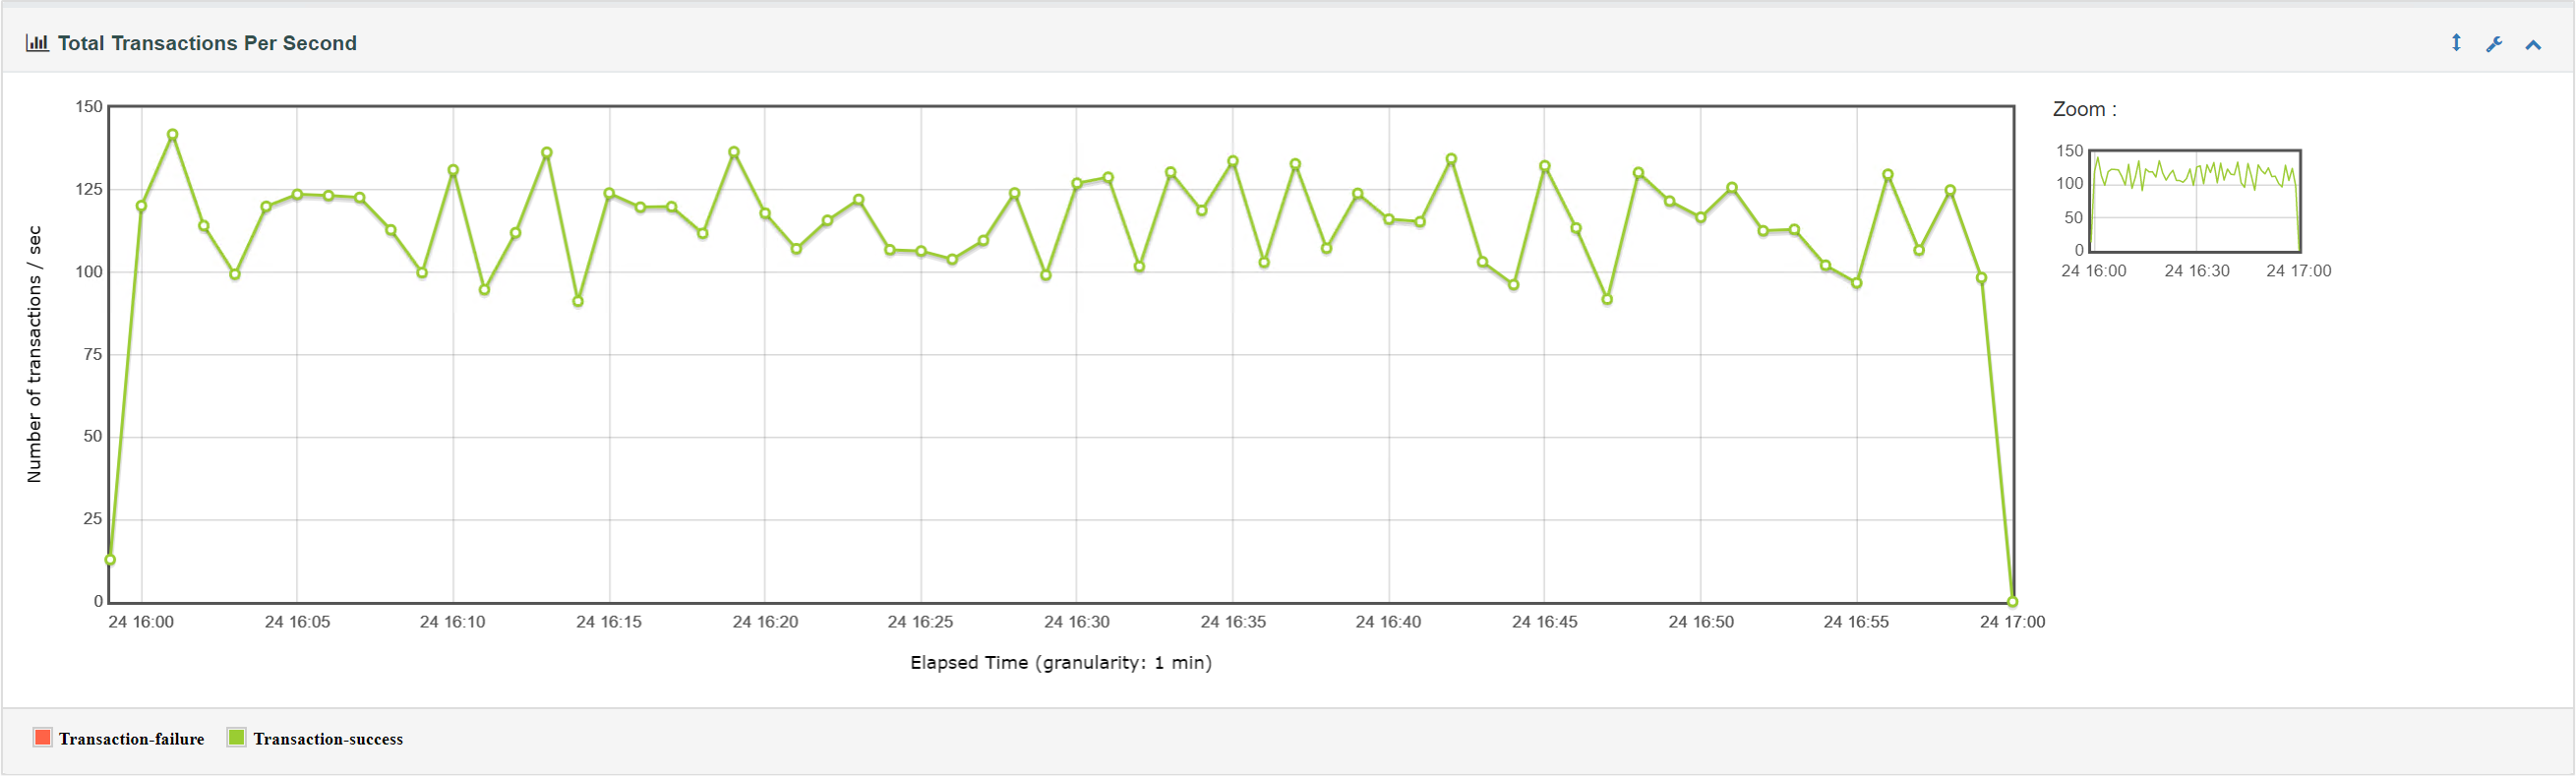 Total Transactions Per Second
Number of transactions / sec
150
125
100
75
50
25
0
24 16:00 24 16:05 24 16:10 24 16:15 24 16:20 24 16:25 24 16:30 24 16:35 24 16:40 24 16:45 24 16:50 24 16:55 24 17:00
Elapsed Time (granularity: 1 min)
Zoom :
150
100
50
0
24 16:00 24 16:30 24 17:00
Transaction-failure Transaction-success